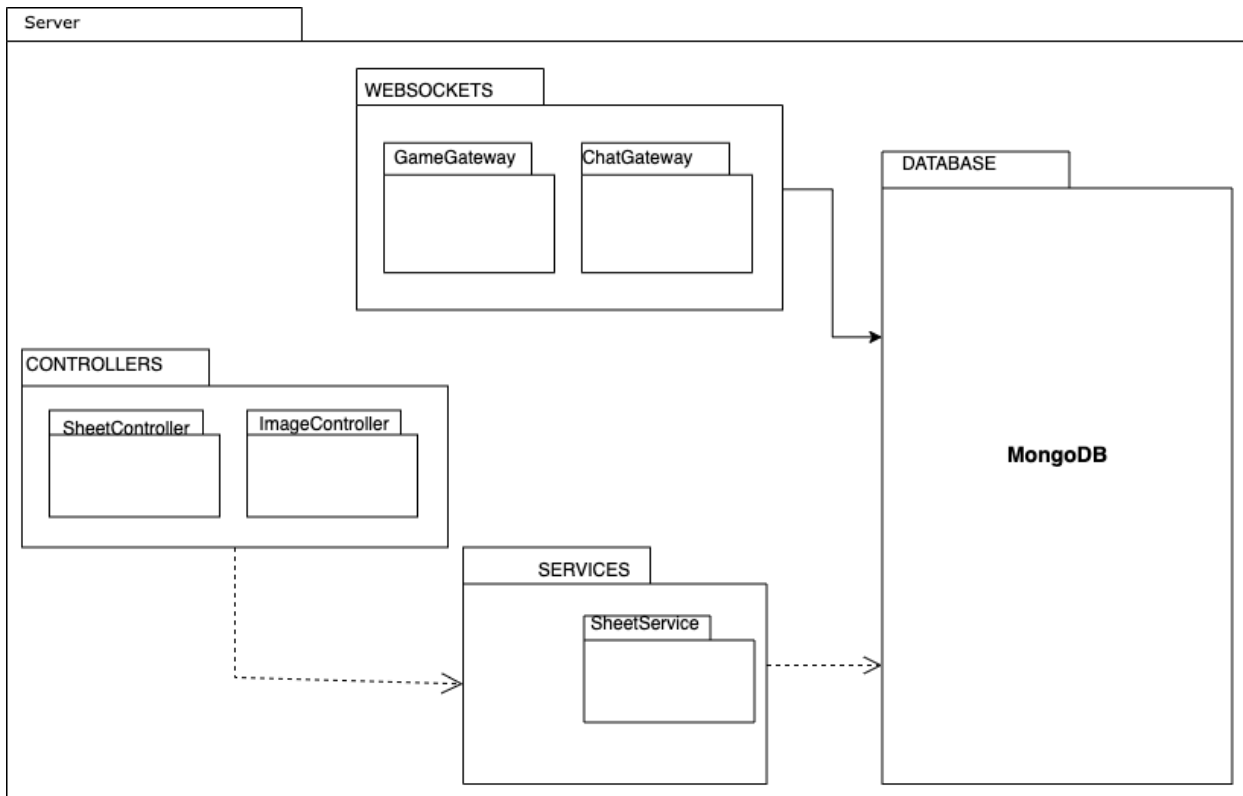 Server
WEBSOCKETS
GameGateway
ChatGateway
DATABASE
MongoDB
CONTROLLERS
SheetController
ImageController
SERVICES
SheetService